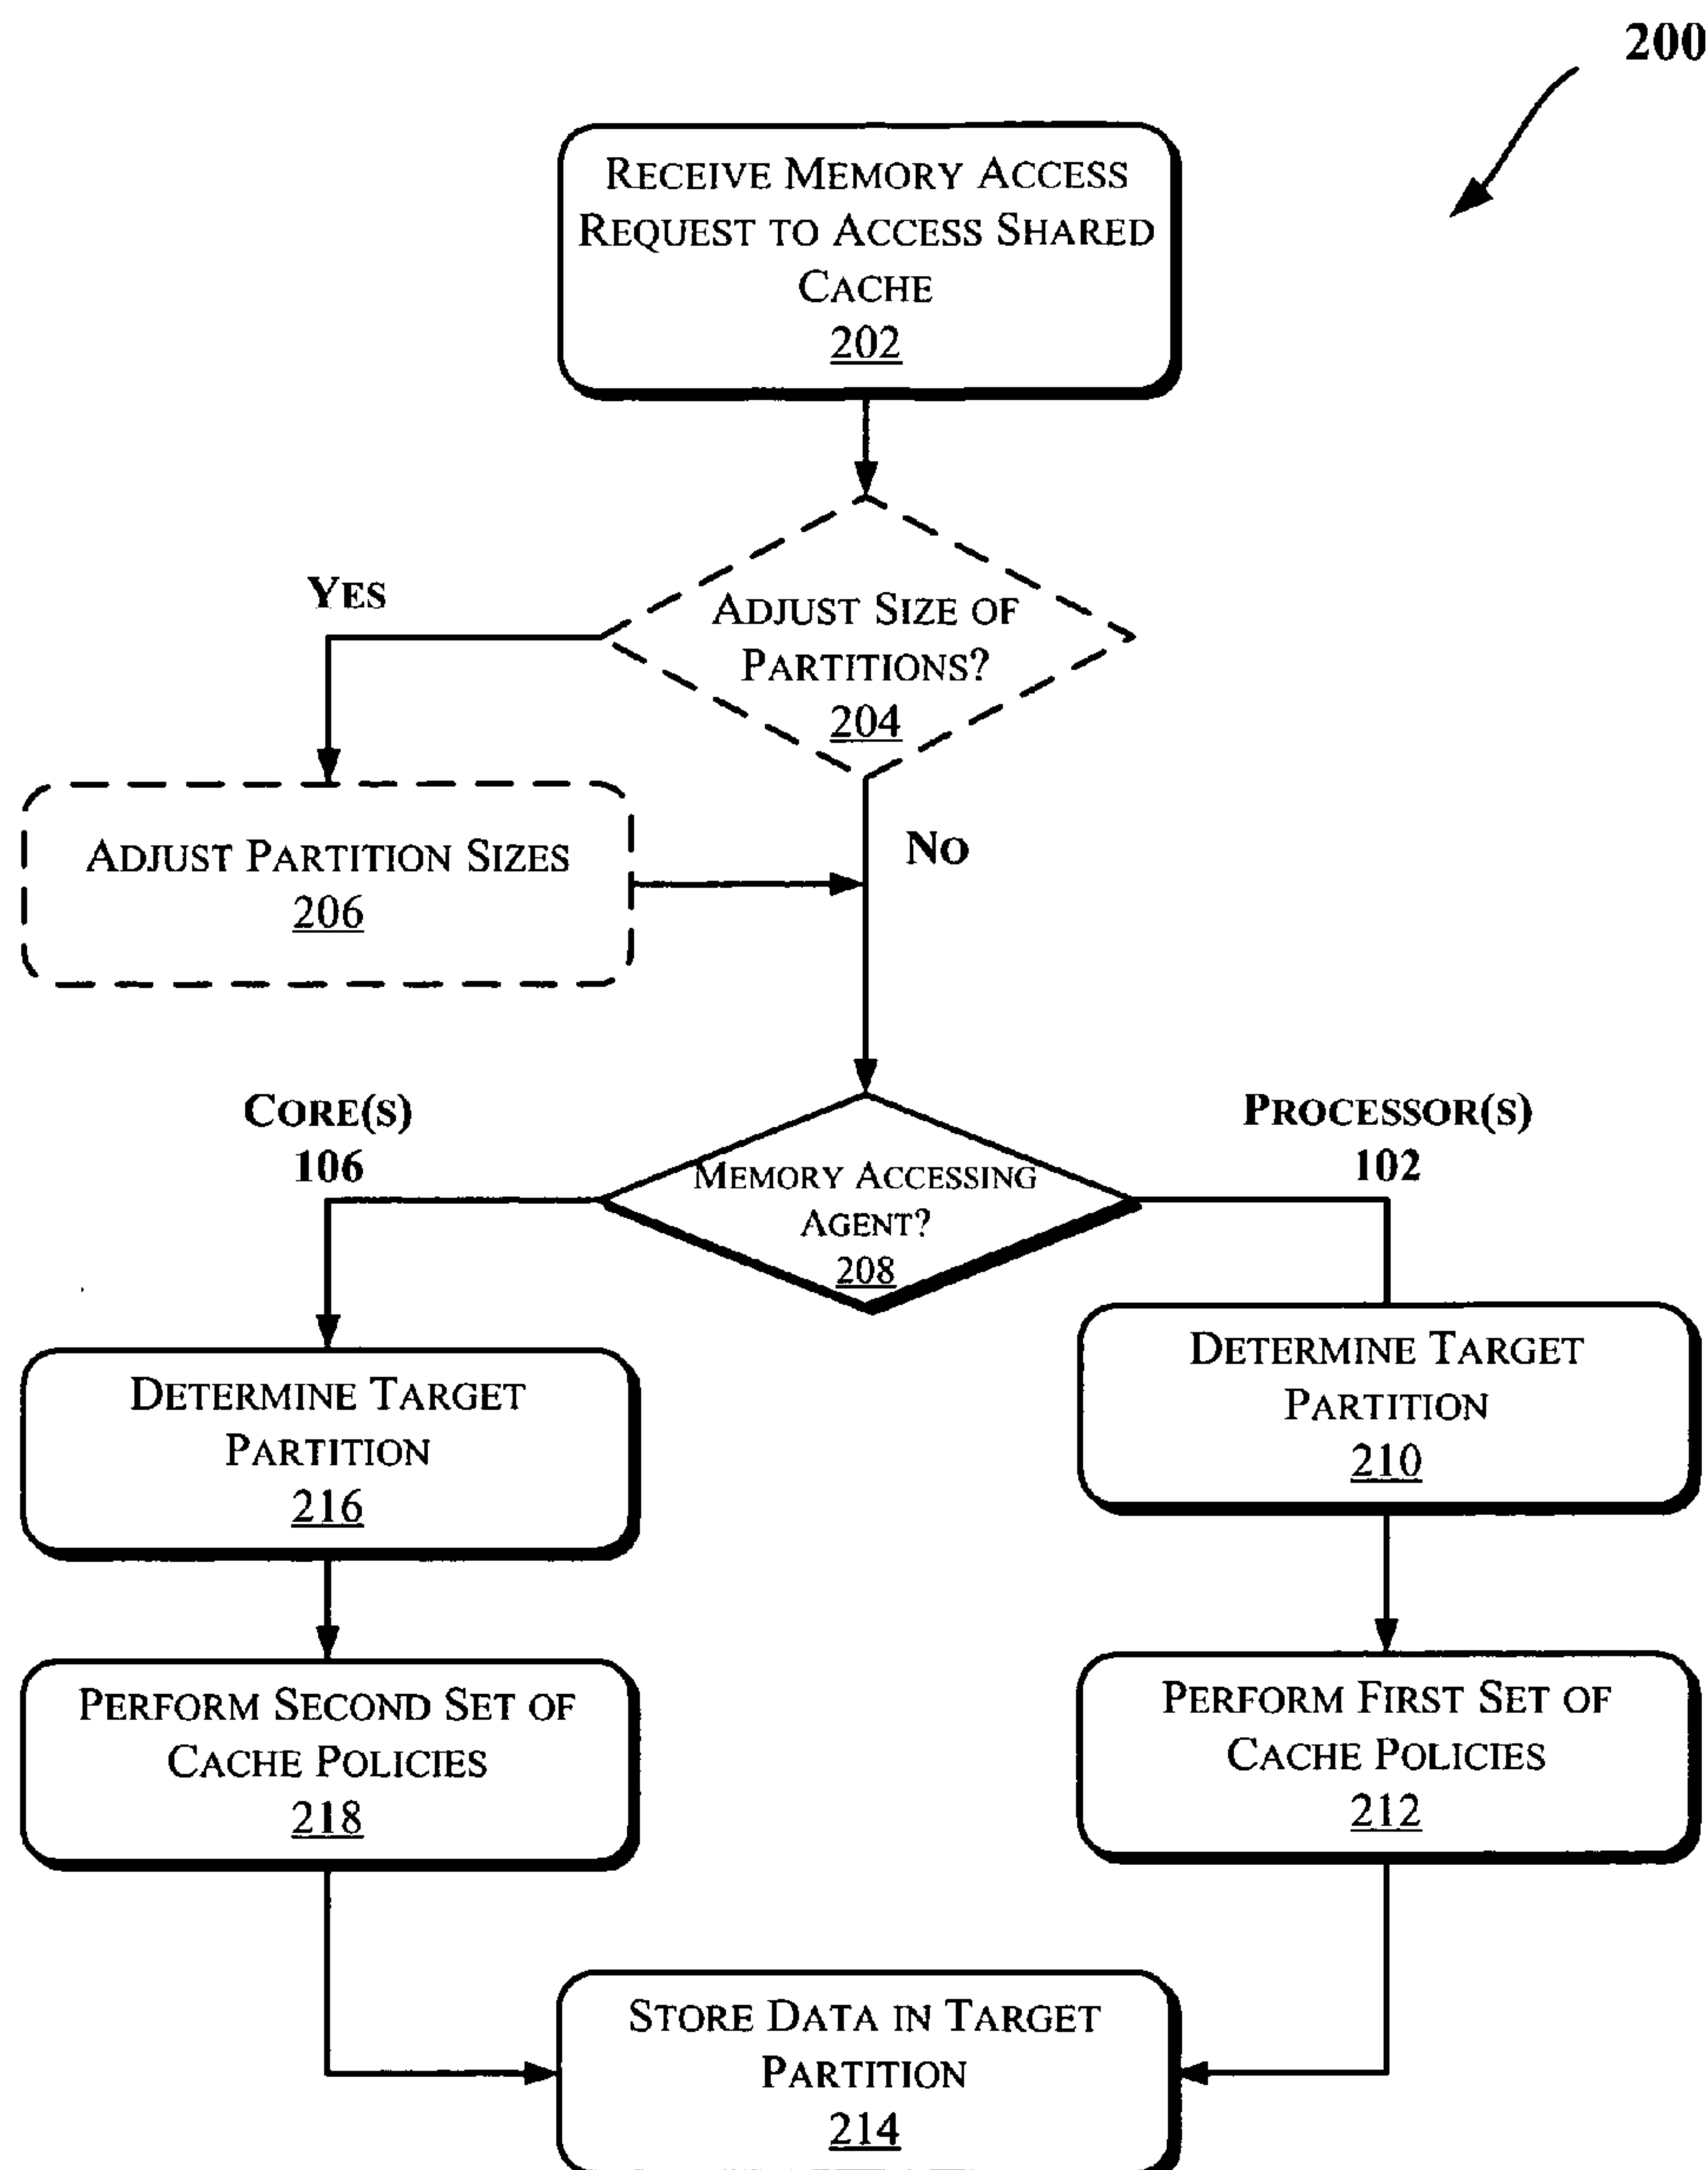 200
RECEIVE MEMORY ACCESS
REQUEST TO ACCESS SHARED
CACHE
202
ADJUST SIZE OF
PARTITIONS?
204
YES
NO
ADJUST PARTITION SIZES
206
MEMORY ACCESSING
AGENT?
208
CORE(S)
106
PROCESSOR(S)
102
DETERMINE TARGET
PARTITION
216
DETERMINE TARGET
PARTITION
210
PERFORM SECOND SET OF
CACHE POLICIES
218
PERFORM FIRST SET OF
CACHE POLICIES
212
STORE DATA IN TARGET
PARTITION
214